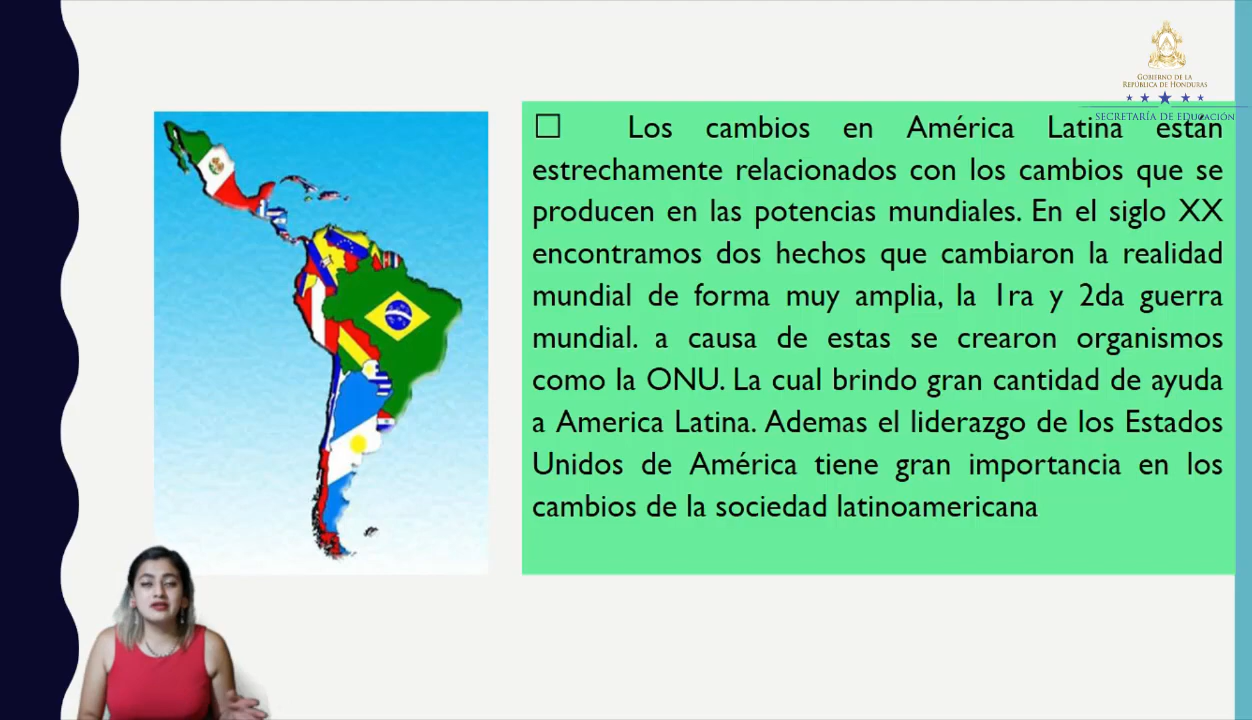 GOBIERNO DE LA
REPÚBLICA DE HONDURAS
SECRETARÍA DE EDUCACIÓN
☐ Los cambios en América Latina están
estrechamente relacionados con los cambios que se
producen en las potencias mundiales. En el siglo XX
encontramos dos hechos que cambiaron la realidad
mundial de forma muy amplia, la 1ra y 2da guerra
mundial. a causa de estas se crearon organismos
como la ONU. La cual brindo gran cantidad de ayuda
a America Latina. Ademas el liderazgo de los Estados
Unidos de América tiene gran importancia en los
cambios de la sociedad latinoamericana